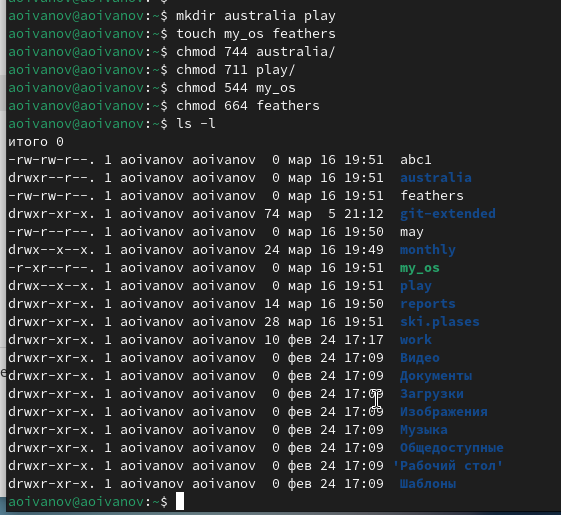 aoivanov@aoivanov:~$ mkdir australia play
aoivanov@aoivanov:~$ touch my_os feathers
aoivanov@aoivanov:~$ chmod 744 australia/
aoivanov@aoivanov:~$ chmod 711 play/
aoivanov@aoivanov:~$ chmod 544 my_os
aoivanov@aoivanov:~$ chmod 664 feathers
aoivanov@aoivanov:~$ ls -l
итого 0
-rw-rw-r--. 1 aoivanov aoivanov  0 мар 16 19:51  abc1
drwxr--r--. 1 aoivanov aoivanov  0 мар 16 19:51  australia
-rw-rw-r--. 1 aoivanov aoivanov  0 мар 16 19:51  feathers
drwxr-xr-x. 1 aoivanov aoivanov 74 мар  5 21:12  git-extended
-rw-r--r--. 1 aoivanov aoivanov  0 мар 16 19:50  may
drwx--x--x. 1 aoivanov aoivanov 24 мар 16 19:49  monthly
-r-xr--r--. 1 aoivanov aoivanov  0 мар 16 19:51  my_os
drwx--x--x. 1 aoivanov aoivanov  0 мар 16 19:51  play
drwxr-xr-x. 1 aoivanov aoivanov 14 мар 16 19:50  reports
drwxr-xr-x. 1 aoivanov aoivanov 28 мар 16 19:51  ski.plases
drwxr-xr-x. 1 aoivanov aoivanov 10 фев 24 17:17  work
drwxr-xr-x. 1 aoivanov aoivanov  0 фев 24 17:09  Видео
drwxr-xr-x. 1 aoivanov aoivanov  0 фев 24 17:09  Документы
drwxr-xr-x. 1 aoivanov aoivanov  0 фев 24 17:09  Загрузки
drwxr-xr-x. 1 aoivanov aoivanov  0 фев 24 17:09  Изображения
drwxr-xr-x. 1 aoivanov aoivanov  0 фев 24 17:09  Музыка
drwxr-xr-x. 1 aoivanov aoivanov  0 фев 24 17:09  Общедоступные
drwxr-xr-x. 1 aoivanov aoivanov  0 фев 24 17:09 'Рабочий стол'
drwxr-xr-x. 1 aoivanov aoivanov  0 фев 24 17:09  Шаблоны
aoivanov@aoivanov:~$